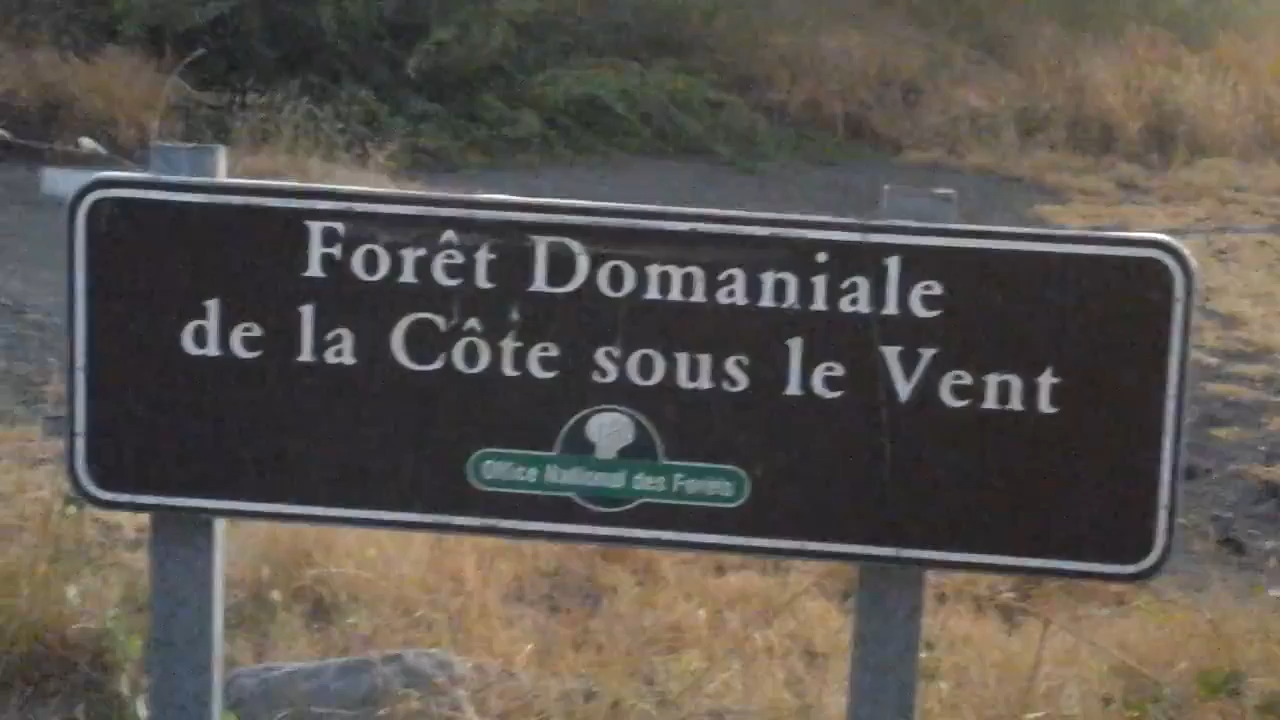 Forêt Domaniale
de la Côte sous le Vent
Office National des Forêts